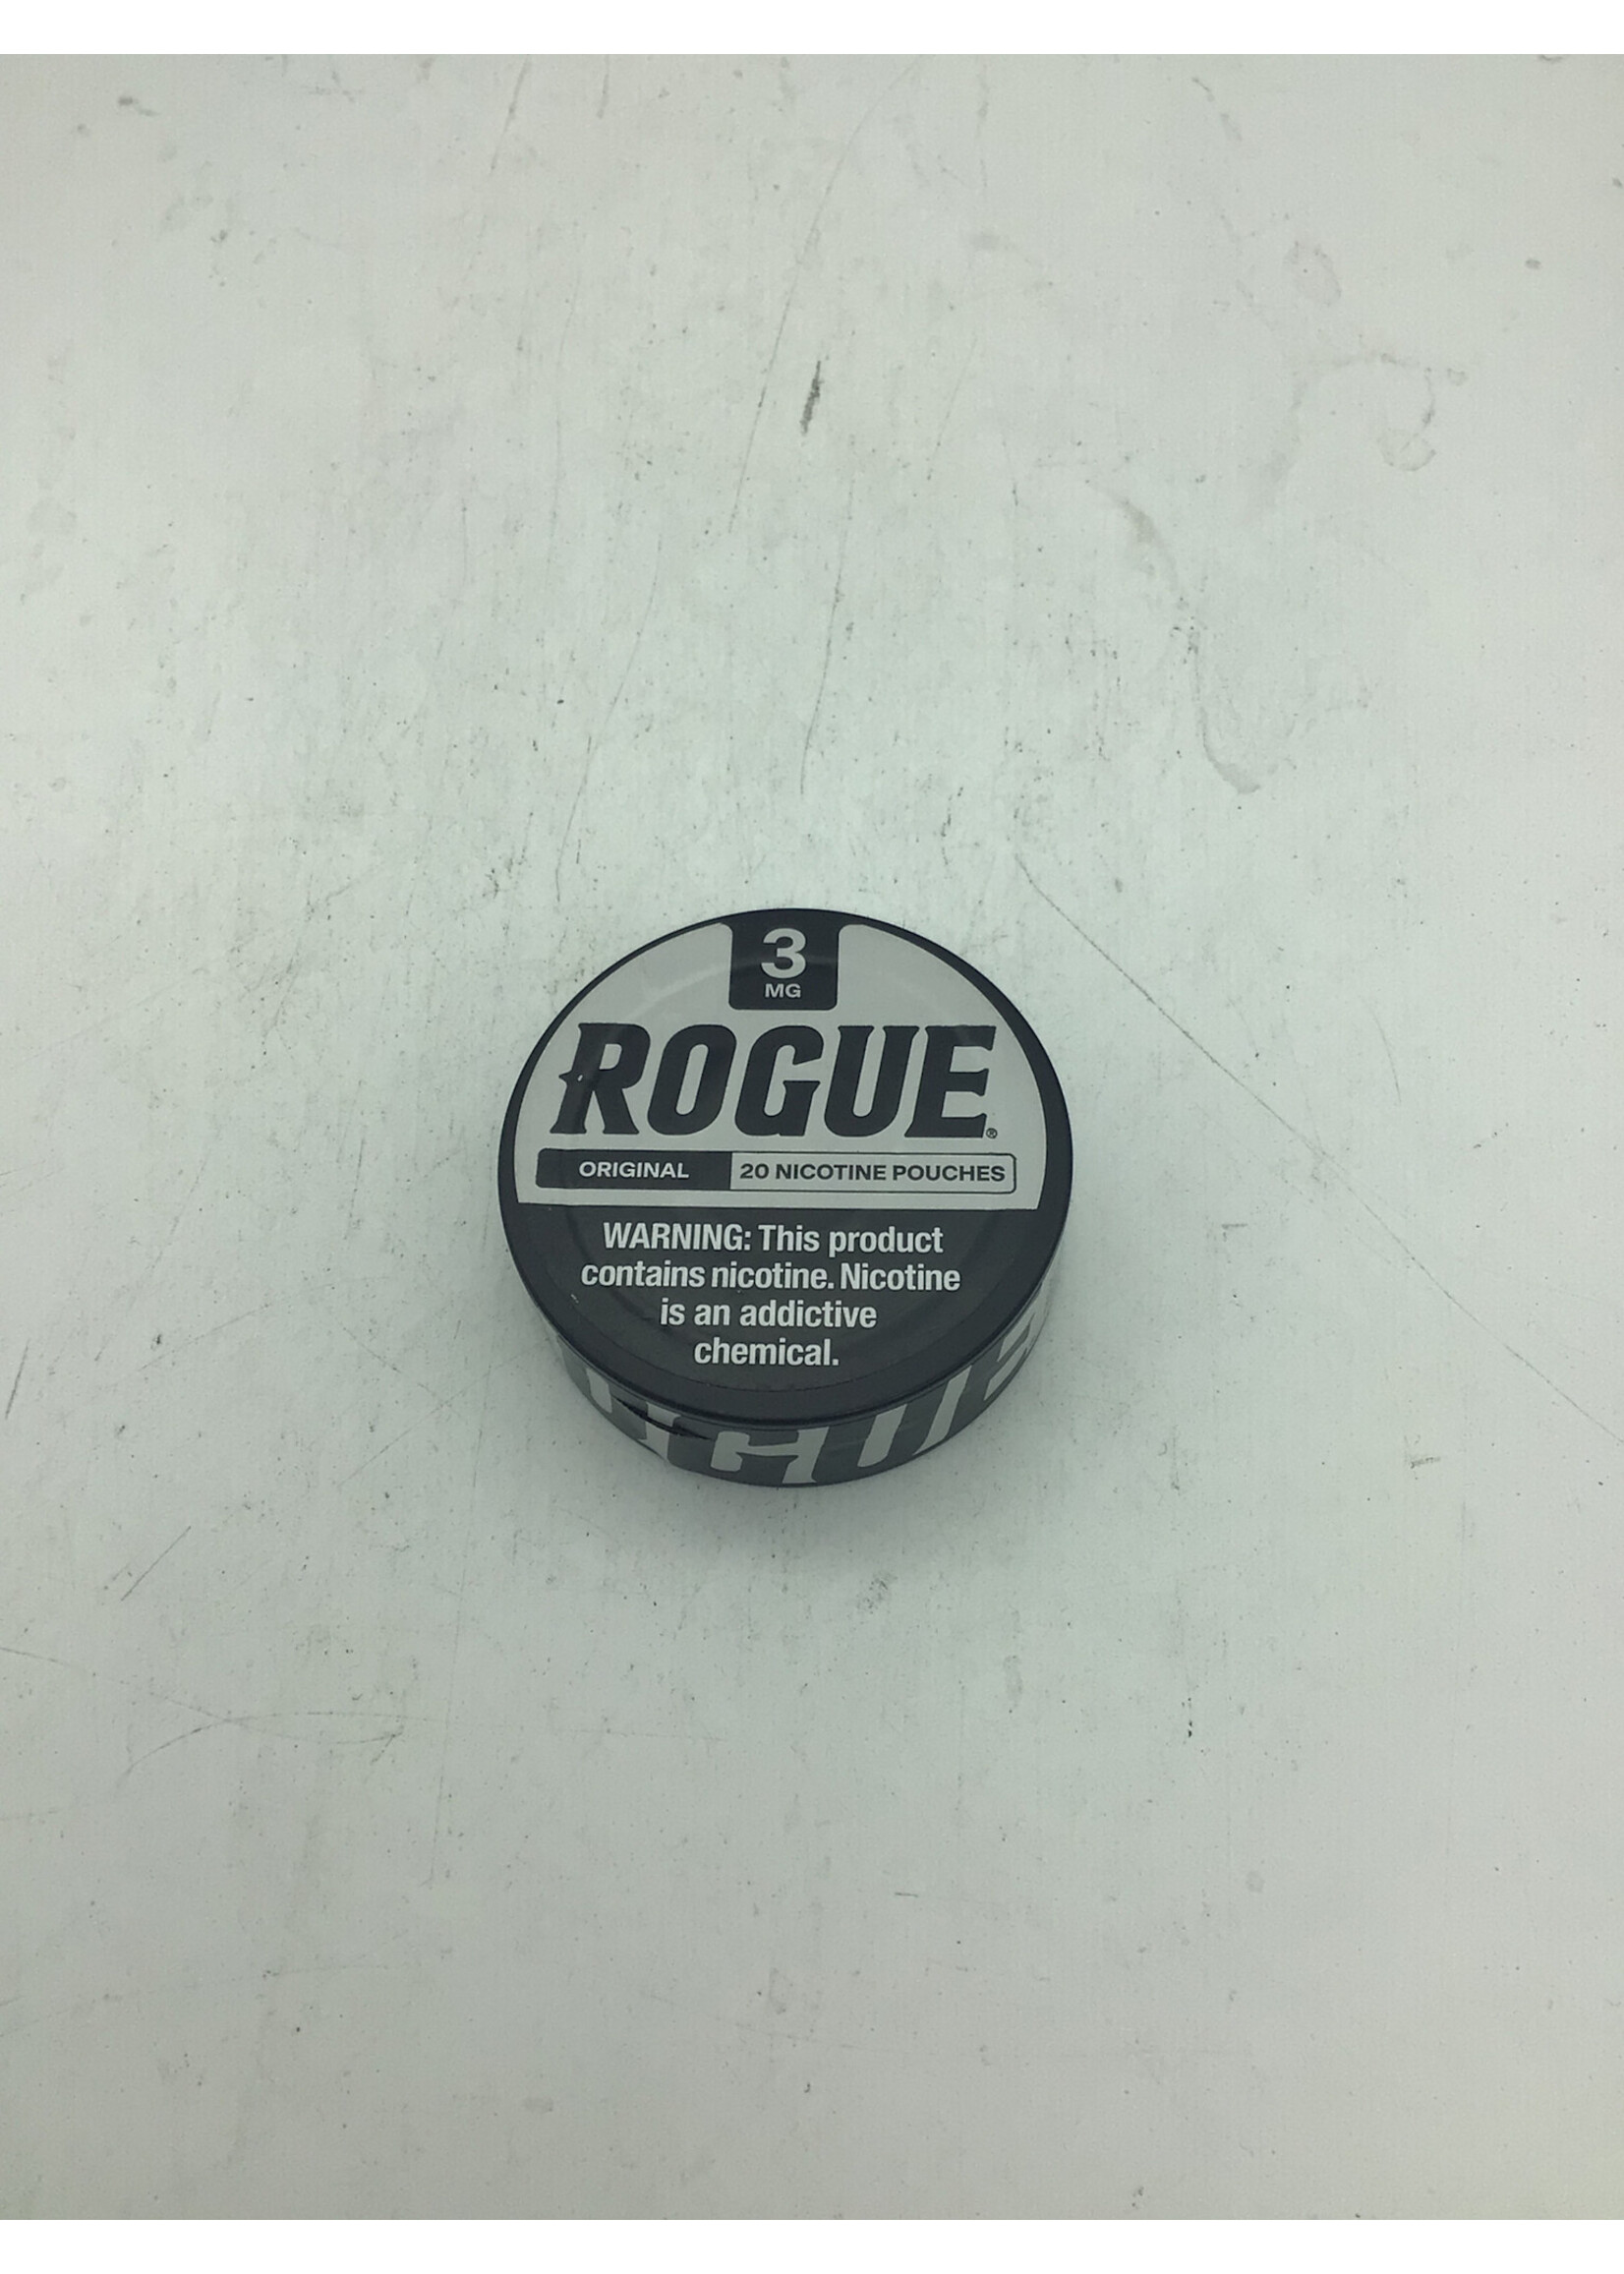 3
MG
ROGUE®
ORIGINAL 20 NICOTINE POUCHES
WARNING: This product
contains nicotine. Nicotine
is an addictive
chemical.